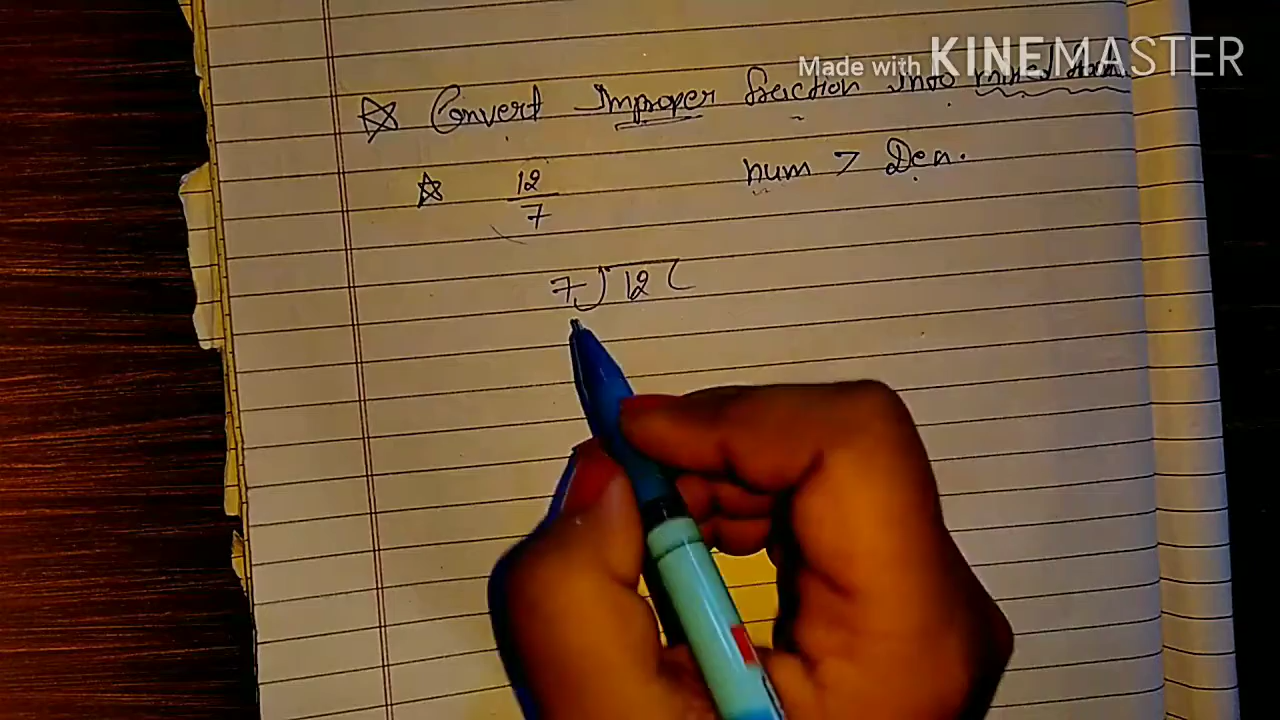 Made with KINEMASTER
☆ Convert Improper fraction into
☆ 12/7
num > Den.
7) 12 (